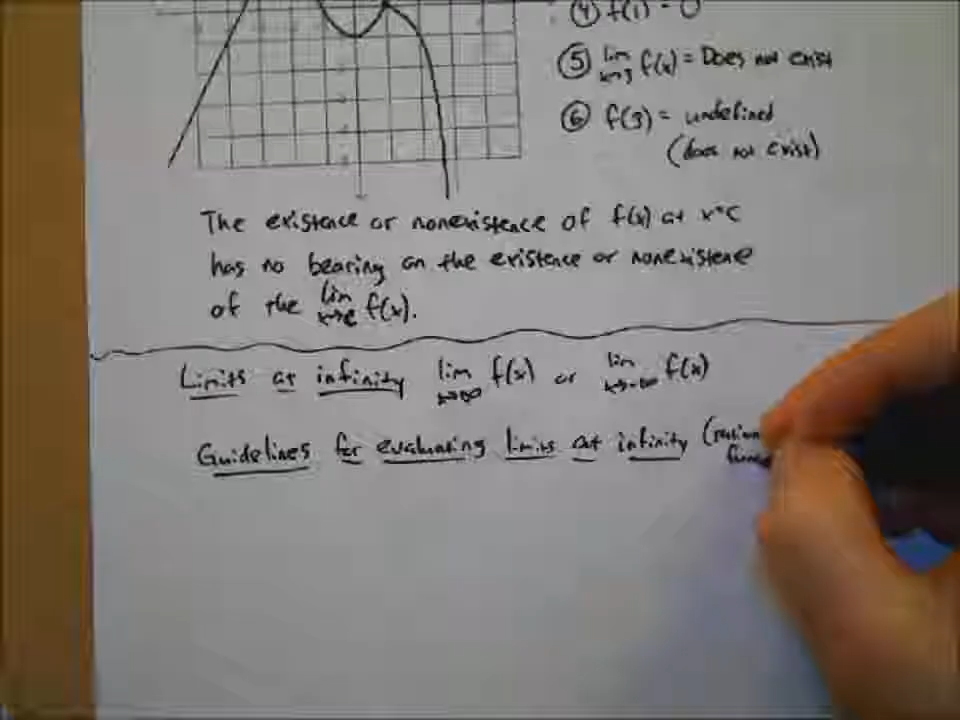 ④ f(1) = 0
⑤ lim x→3 f(x) = Does not exist
⑥ f(3) = undefined
(does not exist)
The existence or nonexistence of f(x) at x=c
has no bearing on the existence or nonexistene
of the lim x→c f(x).
Limits at infinity lim x→∞ f(x) or lim x→-∞ f(x)
Guidelines for evaluating limits at infinity